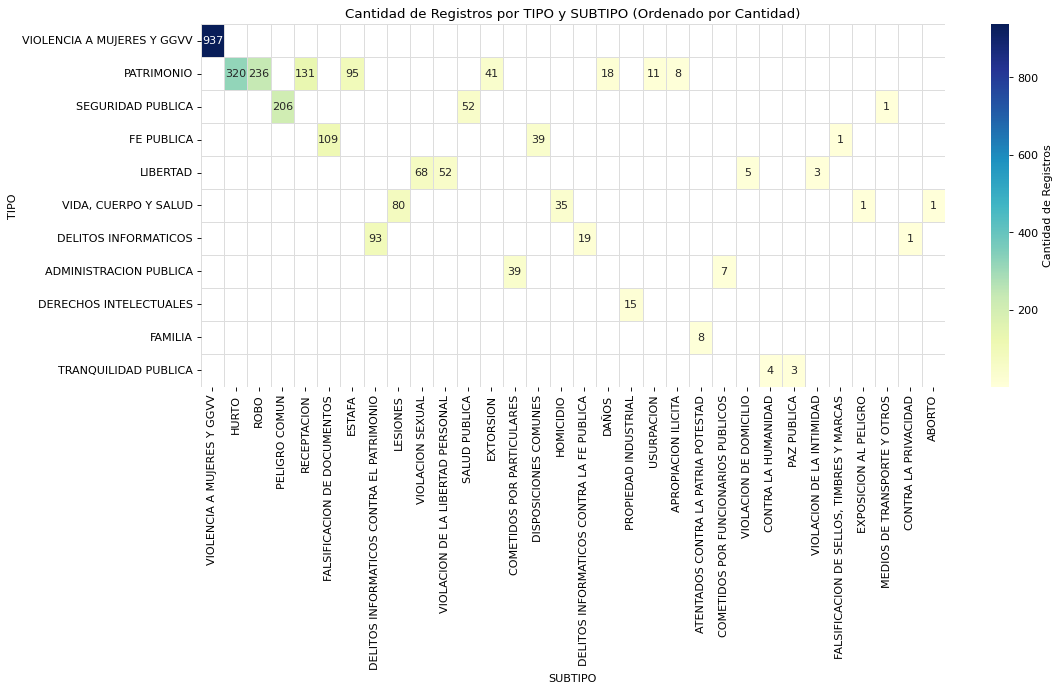 Cantidad de Registros por TIPO y SUBTIPO (Ordenado por Cantidad)
TIPO
VIOLENCIA A MUJERES Y GGVV
937
PATRIMONIO
320 236 131 95 41 18 11 8
SEGURIDAD PUBLICA
206 52 1
FE PUBLICA
109 39 1
LIBERTAD
68 52 5 3
VIDA, CUERPO Y SALUD
80 35 1 1
DELITOS INFORMATICOS
93 19 1
ADMINISTRACION PUBLICA
39 7
DERECHOS INTELECTUALES
15
FAMILIA
8
TRANQUILIDAD PUBLICA
4 3
VIOLENCIA A MUJERES Y GGVV
HURTO
ROBO
PELIGRO COMUN
RECEPTACION
FALSIFICACION DE DOCUMENTOS
ESTAFA
DELITOS INFORMATICOS CONTRA EL PATRIMONIO
LESIONES
VIOLACION SEXUAL
VIOLACION DE LA LIBERTAD PERSONAL
SALUD PUBLICA
EXTORSION
COMETIDOS POR PARTICULARES
DISPOSICIONES COMUNES
HOMICIDIO
DELITOS INFORMATICOS CONTRA LA FE PUBLICA
DAÑOS
PROPIEDAD INDUSTRIAL
USURPACION
APROPIACION ILICITA
ATENTADOS CONTRA LA PATRIA POTESTAD
COMETIDOS POR FUNCIONARIOS PUBLICOS
VIOLACION DE DOMICILIO
CONTRA LA HUMANIDAD
PAZ PUBLICA
VIOLACION DE LA INTIMIDAD
FALSIFICACION DE SELLOS, TIMBRES Y MARCAS
EXPOSICION AL PELIGRO
MEDIOS DE TRANSPORTE Y OTROS
CONTRA LA PRIVACIDAD
ABORTO
SUBTIPO
800
600
400
200
Cantidad de Registros